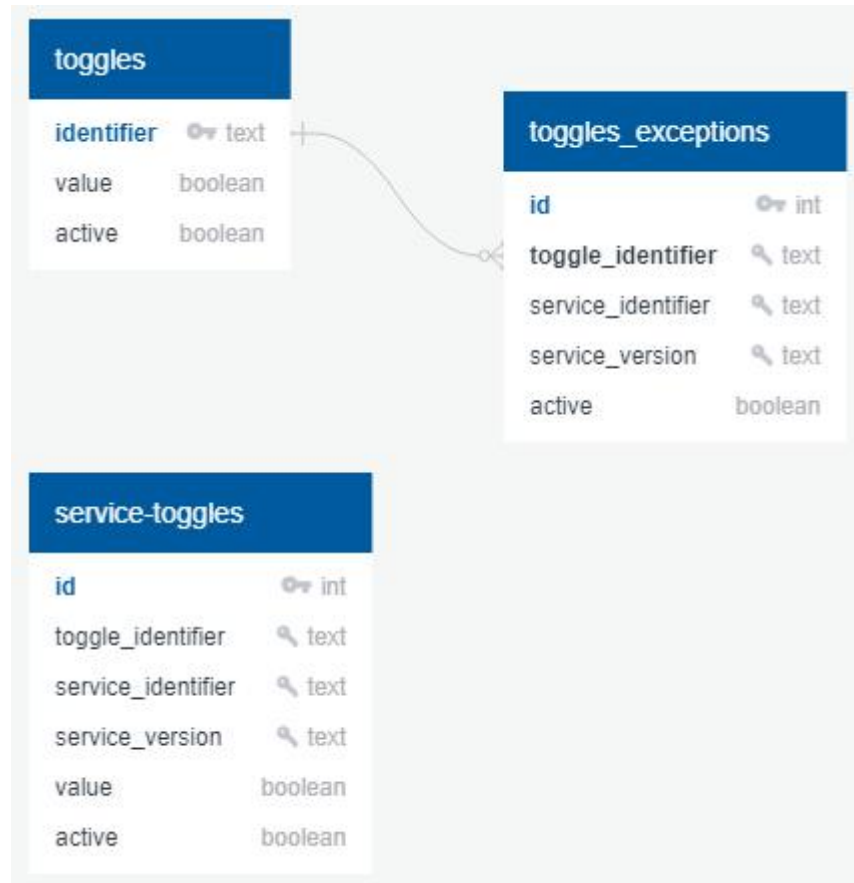 toggles
identifier text
value boolean
active boolean
toggles_exceptions
id int
toggle_identifier text
service_identifier text
service_version text
active boolean
service-toggles
id int
toggle_identifier text
service_identifier text
service_version text
value boolean
active boolean